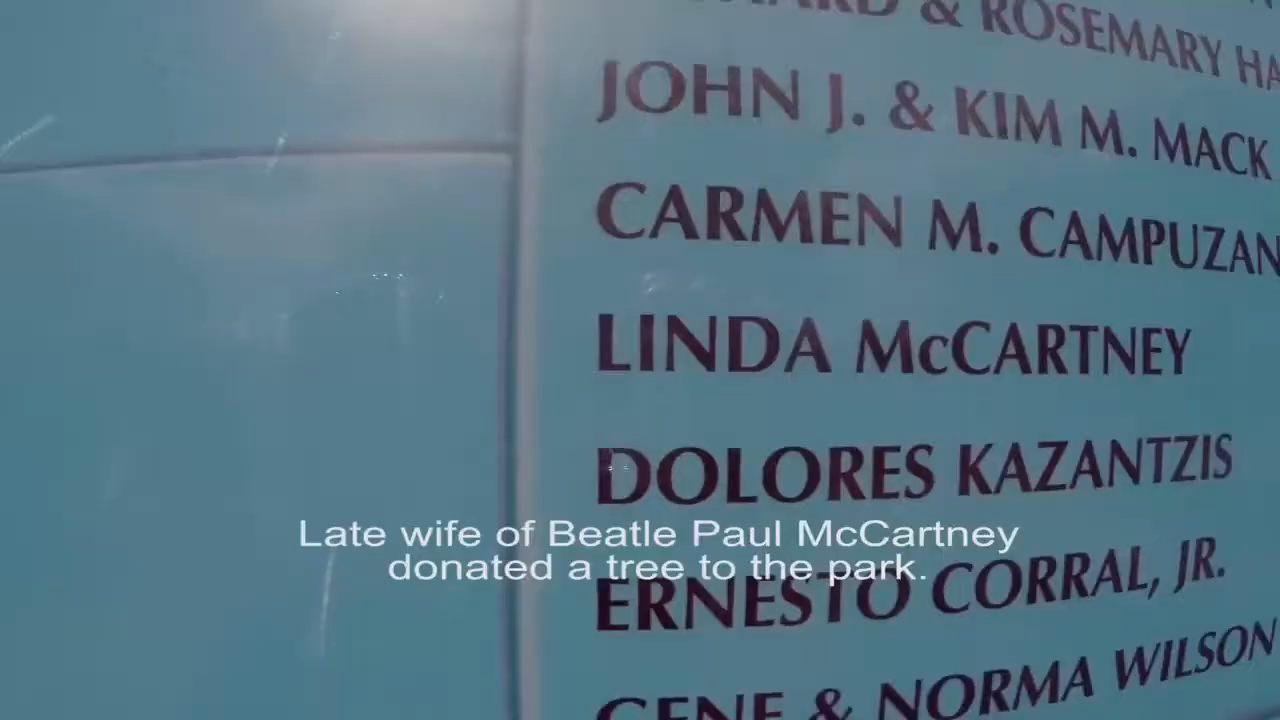 & ROSEMARY
JOHN J. & KIM M. MACK
CARMEN M.
LINDA McCARTNEY
DOLORES KAZANTZIS
Late wife of Beatle Paul McCartney
donated a tree to the park.
ERNESTO CORRAL, JR.
GENE & NORMA WILSON